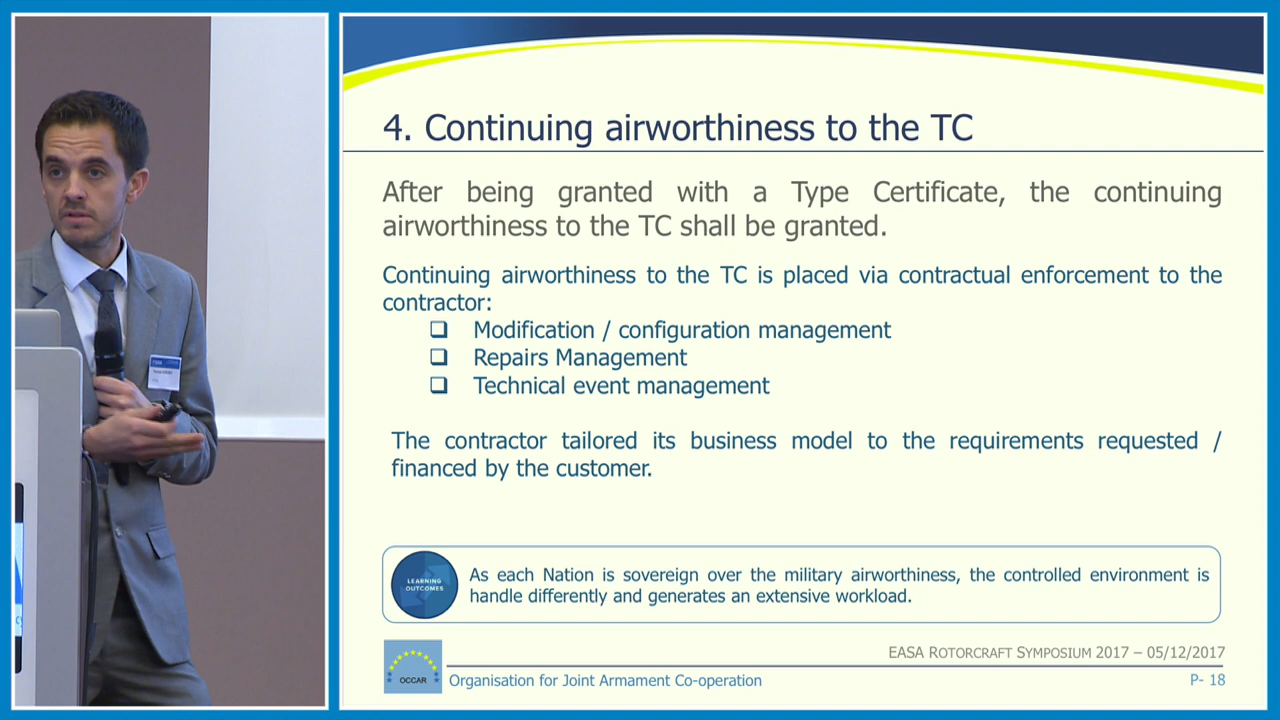 4. Continuing airworthiness to the TC
After being granted with a Type Certificate, the continuing
airworthiness to the TC shall be granted.
Continuing airworthiness to the TC is placed via contractual enforcement to the
contractor:
❑ Modification / configuration management
❑ Repairs Management
❑ Technical event management
The contractor tailored its business model to the requirements requested /
financed by the customer.
LEARNING
OUTCOMES
As each Nation is sovereign over the military airworthiness, the controlled environment is
handle differently and generates an extensive workload.
EASA ROTORCRAFT SYMPOSIUM 2017 – 05/12/2017
OCCAR
Organisation for Joint Armament Co-operation
P- 18